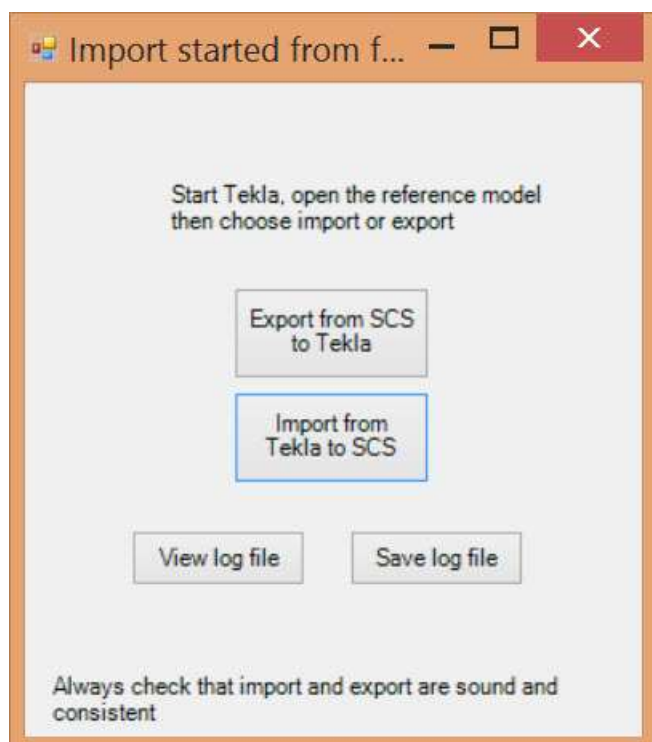 Import started from f...
Start Tekla, open the reference model
then choose import or export
Export from SCS
to Tekla
Import from
Tekla to SCS
View log file
Save log file
Always check that import and export are sound and
consistent